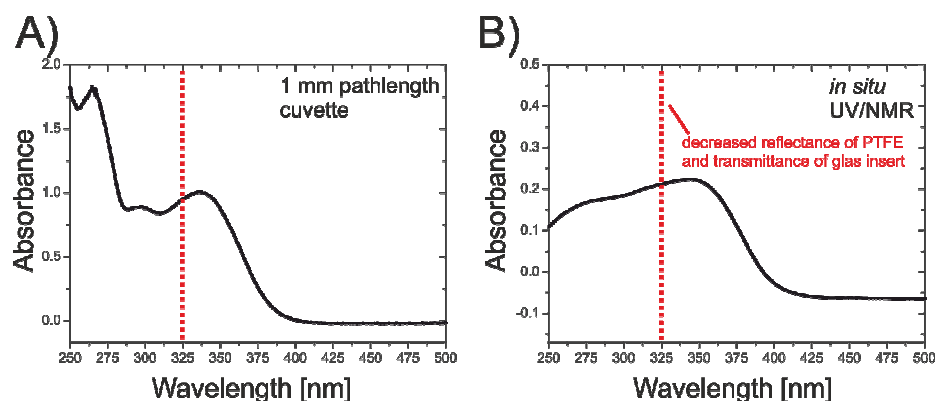 A)
1 mm pathlength
cuvette
2.0
1.5
1.0
0.5
0.0
Absorbance
250 275 300 325 350 375 400 425 450 475 500
Wavelength [nm]
B)
in situ
UV/NMR
decreased reflectance of PTFE
and transmittance of glas insert
0.5
0.4
0.3
0.2
0.1
0.0
-0.1
Absorbance
250 275 300 325 350 375 400 425 450 475 500
Wavelength [nm]